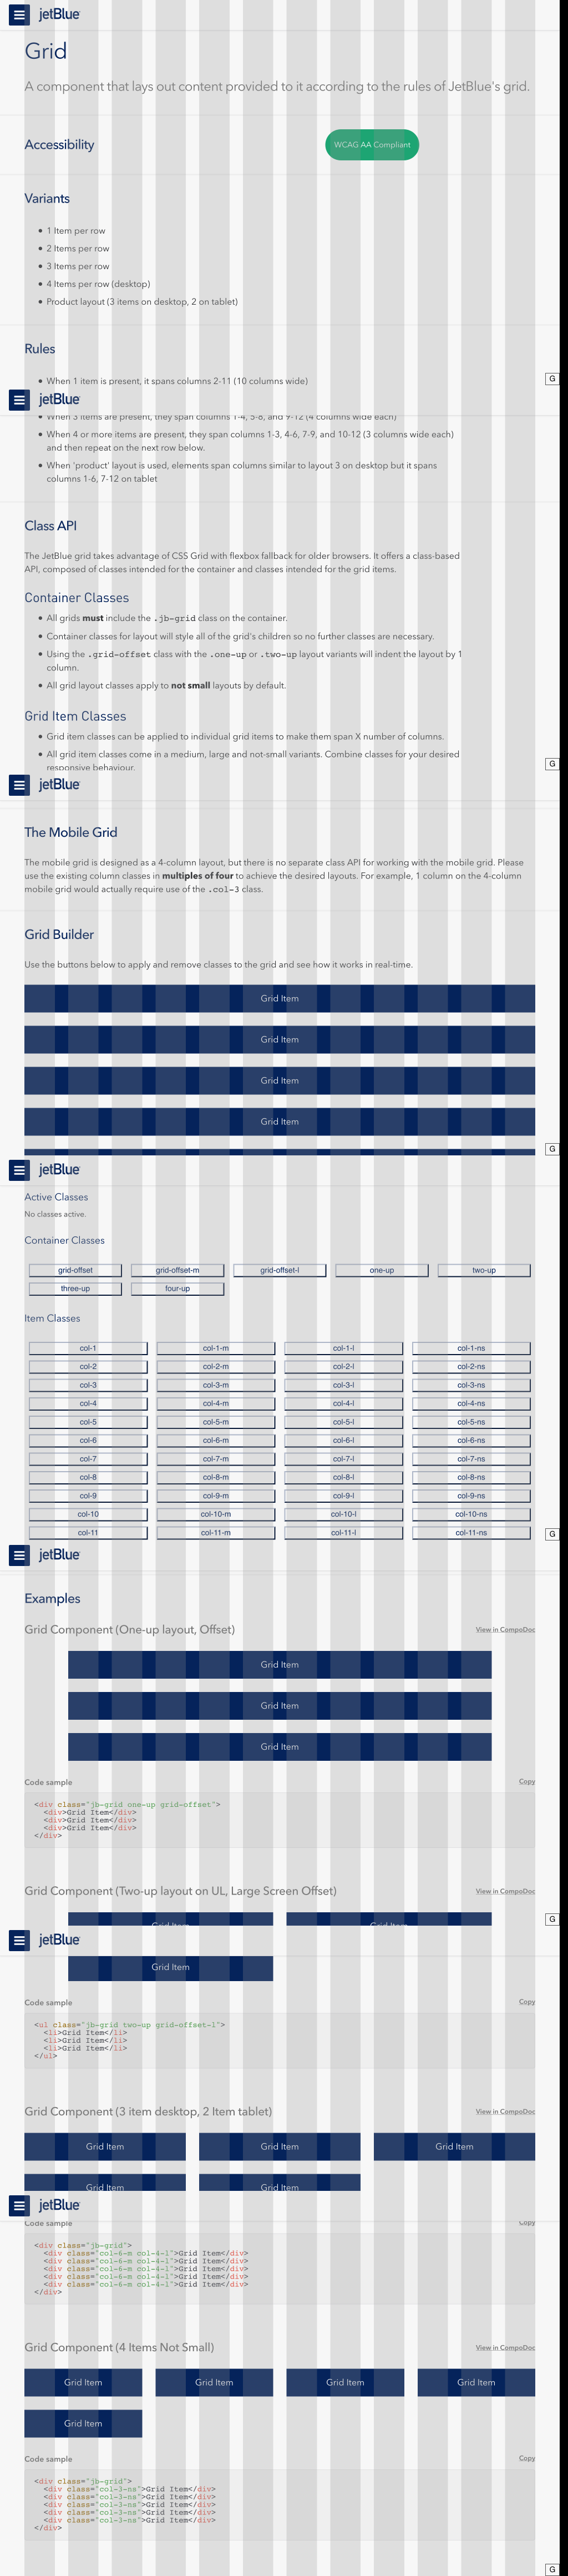 jetBlue
Grid
A component that lays out content provided to it according to the rules of JetBlue's grid.
Accessibility
WCAG AA Compliant
Variants
1 Item per row
2 Items per row
3 Items per row
4 Items per row (desktop)
Product layout (3 items on desktop, 2 on tablet)
Rules
When 1 item is present, it spans columns 2-11 (10 columns wide)
G
jetBlue
When 3 items are present, they span columns 1-4, 5-8, and 9-12 (4 columns wide each)
When 4 or more items are present, they span columns 1-3, 4-6, 7-9, and 10-12 (3 columns wide each)
and then repeat on the next row below.
When 'product' layout is used, elements span columns similar to layout 3 on desktop but it spans
columns 1-6, 7-12 on tablet
Class API
The JetBlue grid takes advantage of CSS Grid with flexbox fallback for older browsers. It offers a class-based
API, composed of classes intended for the container and classes intended for the grid items.
Container Classes
All grids must include the .jb-grid class on the container.
Container classes for layout will style all of the grid's children so no further classes are necessary.
Using the .grid-offset class with the .one-up or .two-up layout variants will indent the layout by 1
column.
All grid layout classes apply to not small layouts by default.
Grid Item Classes
Grid item classes can be applied to individual grid items to make them span X number of columns.
All grid item classes come in a medium, large and not-small variants. Combine classes for your desired
responsive behaviour.
G
jetBlue
The Mobile Grid
The mobile grid is designed as a 4-column layout, but there is no separate class API for working with the mobile grid. Please
use the existing column classes in multiples of four to achieve the desired layouts. For example, 1 column on the 4-column
mobile grid would actually require use of the .col-3 class.
Grid Builder
Use the buttons below to apply and remove classes to the grid and see how it works in real-time.
Grid Item
Grid Item
Grid Item
Grid Item
G
jetBlue
Active Classes
No classes active.
Container Classes
grid-offset grid-offset-m grid-offset-l one-up two-up
three-up four-up
Item Classes
col-1 col-1-m col-1-l col-1-ns
col-2 col-2-m col-2-l col-2-ns
col-3 col-3-m col-3-l col-3-ns
col-4 col-4-m col-4-l col-4-ns
col-5 col-5-m col-5-l col-5-ns
col-6 col-6-m col-6-l col-6-ns
col-7 col-7-m col-7-l col-7-ns
col-8 col-8-m col-8-l col-8-ns
col-9 col-9-m col-9-l col-9-ns
col-10 col-10-m col-10-l col-10-ns
col-11 col-11-m col-11-l col-11-ns
G
jetBlue
Examples
Grid Component (One-up layout, Offset) View in CompoDoc
Grid Item
Grid Item
Grid Item
Code sample Copy
<div class="jb-grid one-up grid-offset">
<div>Grid Item</div>
<div>Grid Item</div>
<div>Grid Item</div>
</div>
Grid Component (Two-up layout on UL, Large Screen Offset) View in CompoDoc
Grid Item Grid Item
G
jetBlue
Grid Item
Code sample Copy
<ul class="jb-grid two-up grid-offset-l">
<li>Grid Item</li>
<li>Grid Item</li>
<li>Grid Item</li>
</ul>
Grid Component (3 item desktop, 2 Item tablet) View in CompoDoc
Grid Item Grid Item Grid Item
Grid Item Grid Item
jetBlue
Code sample Copy
<div class="jb-grid">
<div class="col-6-m col-4-l">Grid Item</div>
<div class="col-6-m col-4-l">Grid Item</div>
<div class="col-6-m col-4-l">Grid Item</div>
<div class="col-6-m col-4-l">Grid Item</div>
<div class="col-6-m col-4-l">Grid Item</div>
</div>
Grid Component (4 Items Not Small) View in CompoDoc
Grid Item Grid Item Grid Item Grid Item
Grid Item
Code sample Copy
<div class="jb-grid">
<div class="col-3-ns">Grid Item</div>
<div class="col-3-ns">Grid Item</div>
<div class="col-3-ns">Grid Item</div>
<div class="col-3-ns">Grid Item</div>
<div class="col-3-ns">Grid Item</div>
</div>
G